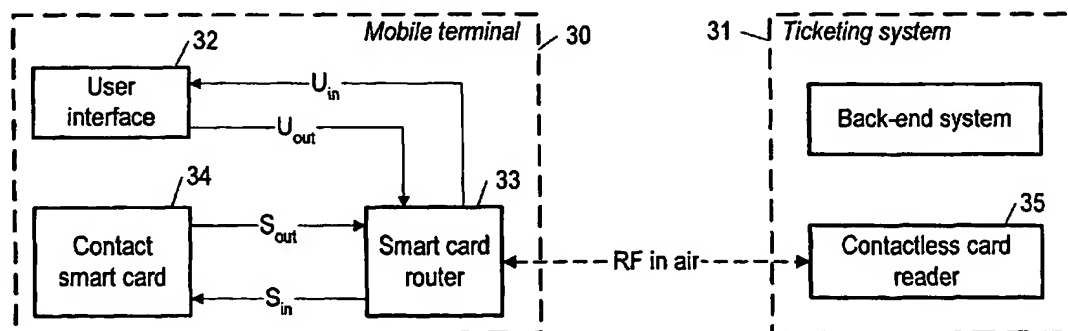 Mobile terminal
30
31
Ticketing system
32
User
interface
U_in
U_out
Back-end system
34
Contact
smart card
S_out
S_in
33
Smart card
router
RF in air
35
Contactless card
reader